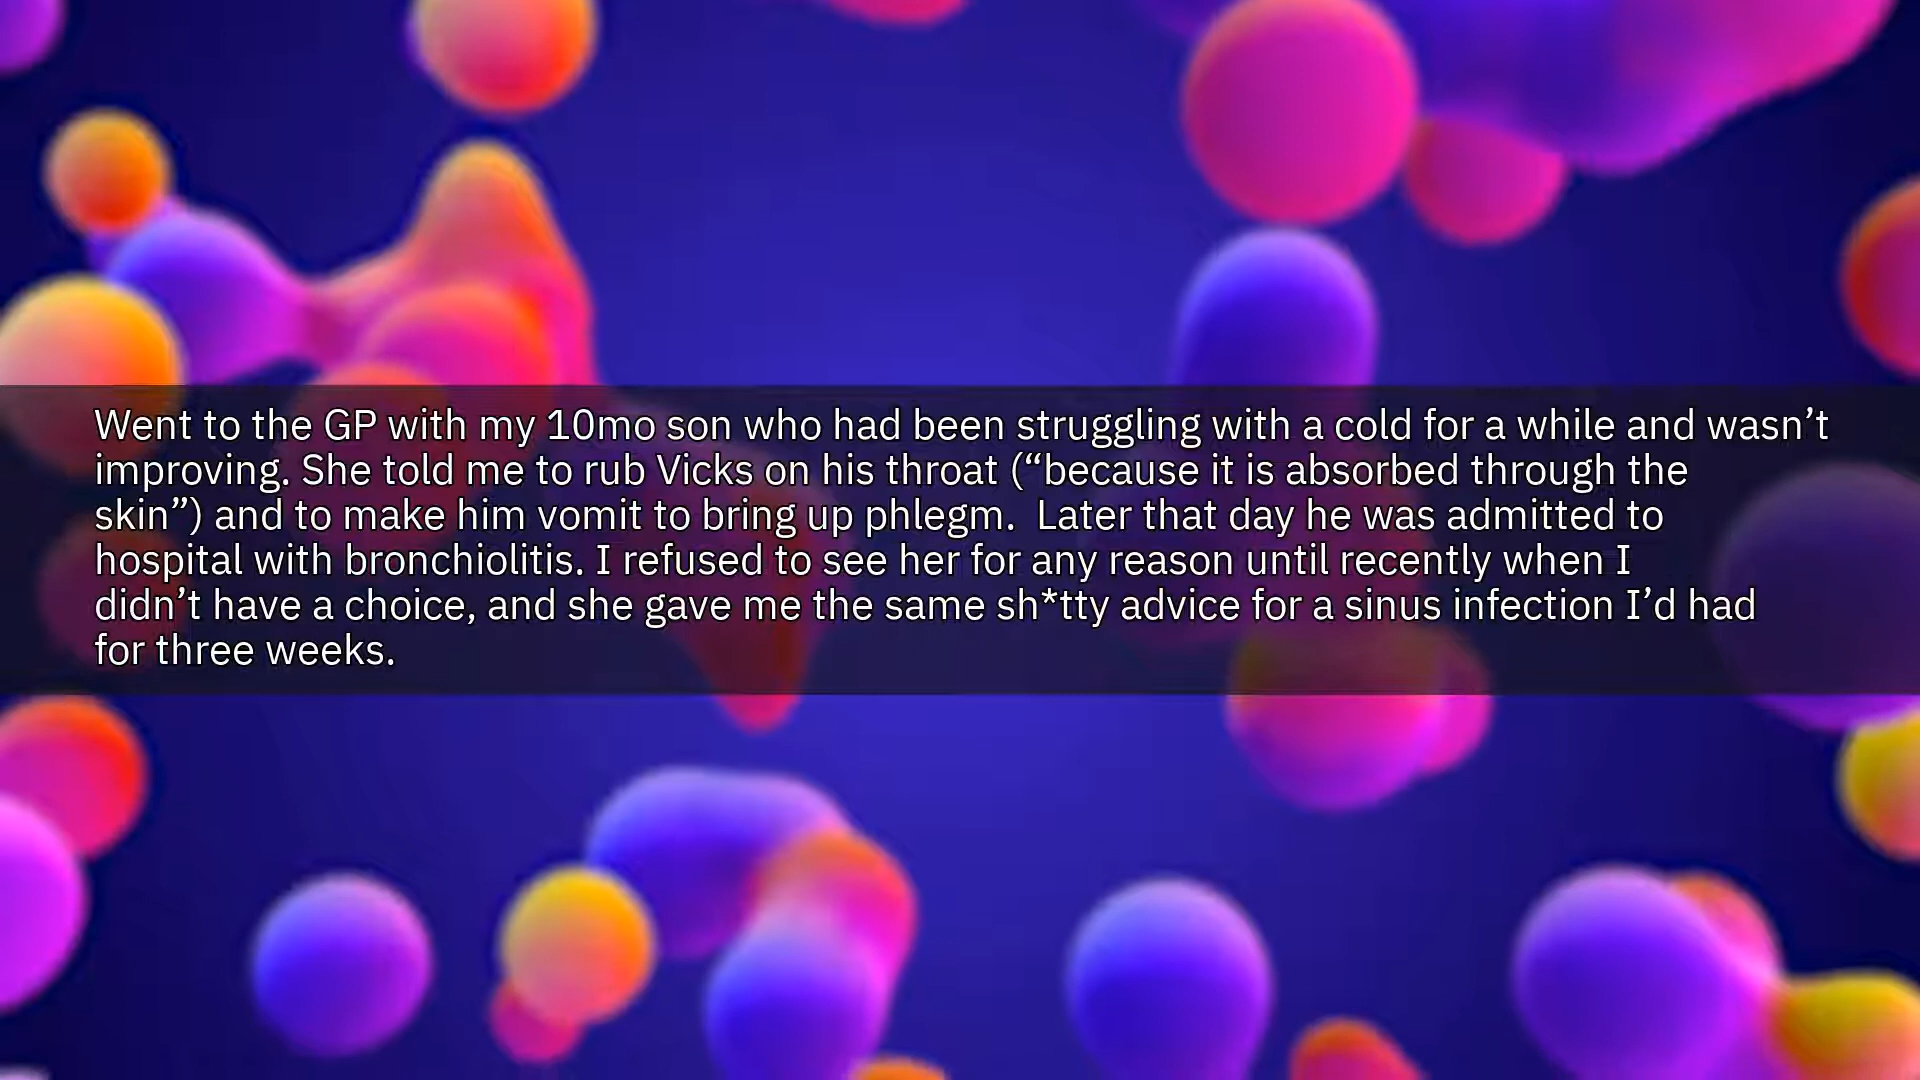 Went to the GP with my 10mo son who had been struggling with a cold for a while and wasn’t
improving. She told me to rub Vicks on his throat (“because it is absorbed through the
skin”) and to make him vomit to bring up phlegm.  Later that day he was admitted to
hospital with bronchiolitis. I refused to see her for any reason until recently when I
didn’t have a choice, and she gave me the same sh*tty advice for a sinus infection I’d had
for three weeks.